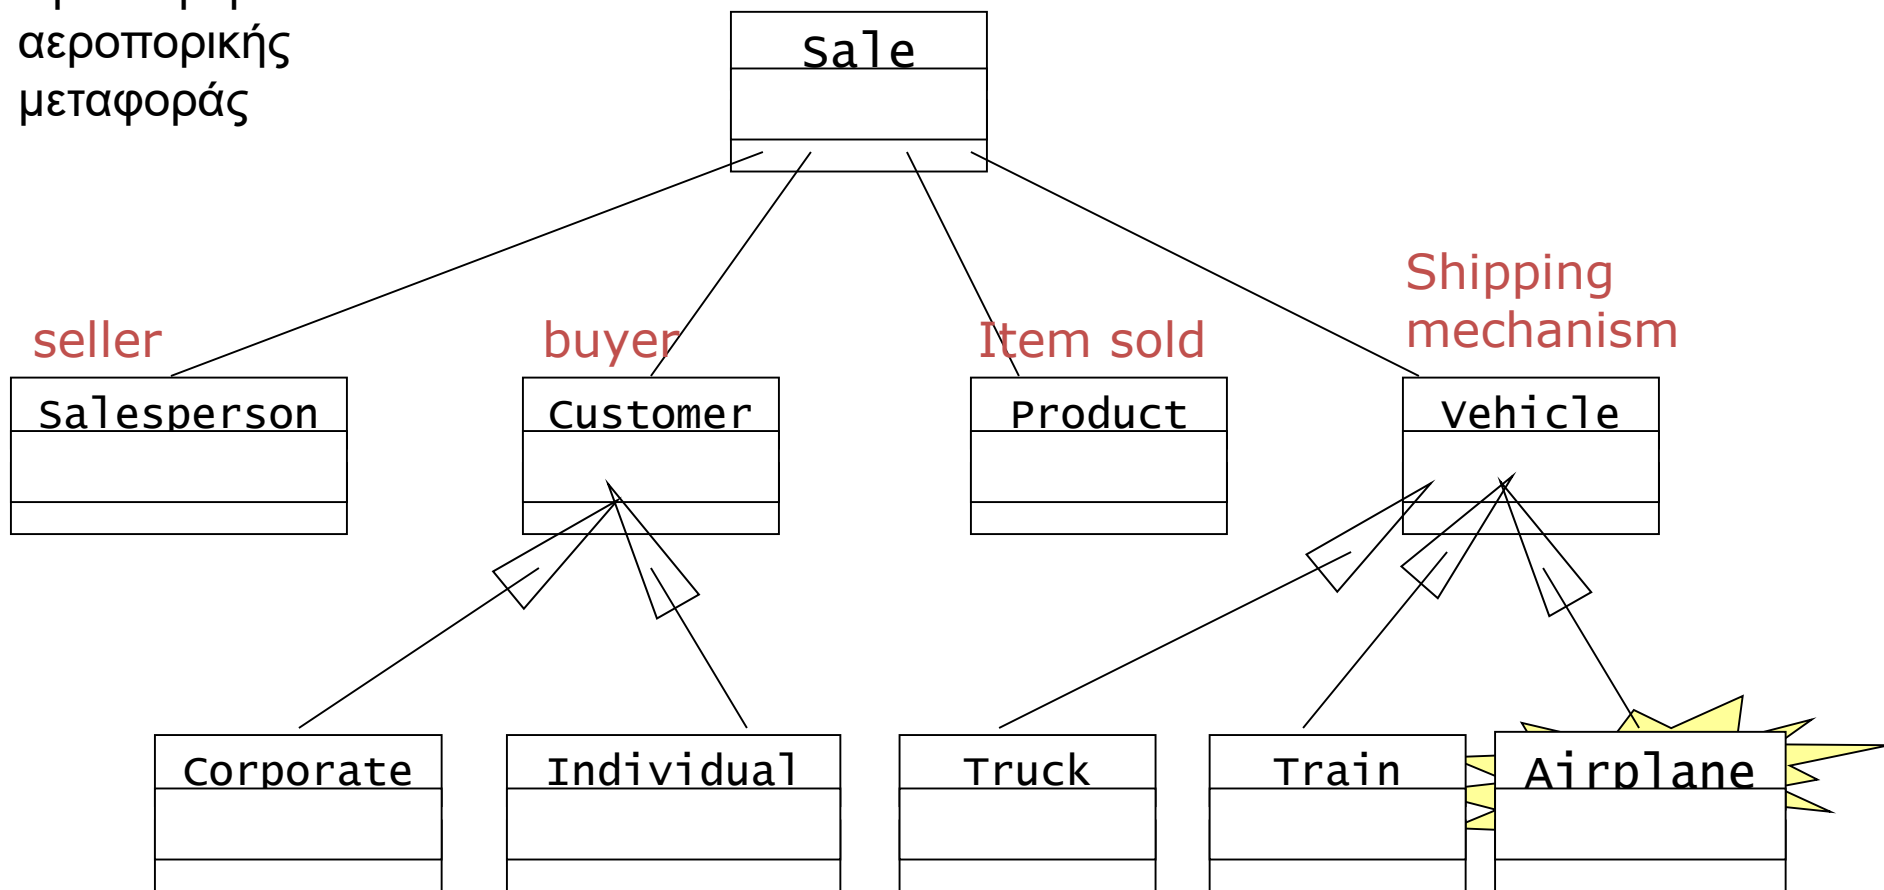 αεροπορικής
μεταφοράς
Sale
Shipping
mechanism
seller
buyer
Item sold
Salesperson
Customer
Product
Vehicle
Corporate
Individual
Truck
Train
Airplane